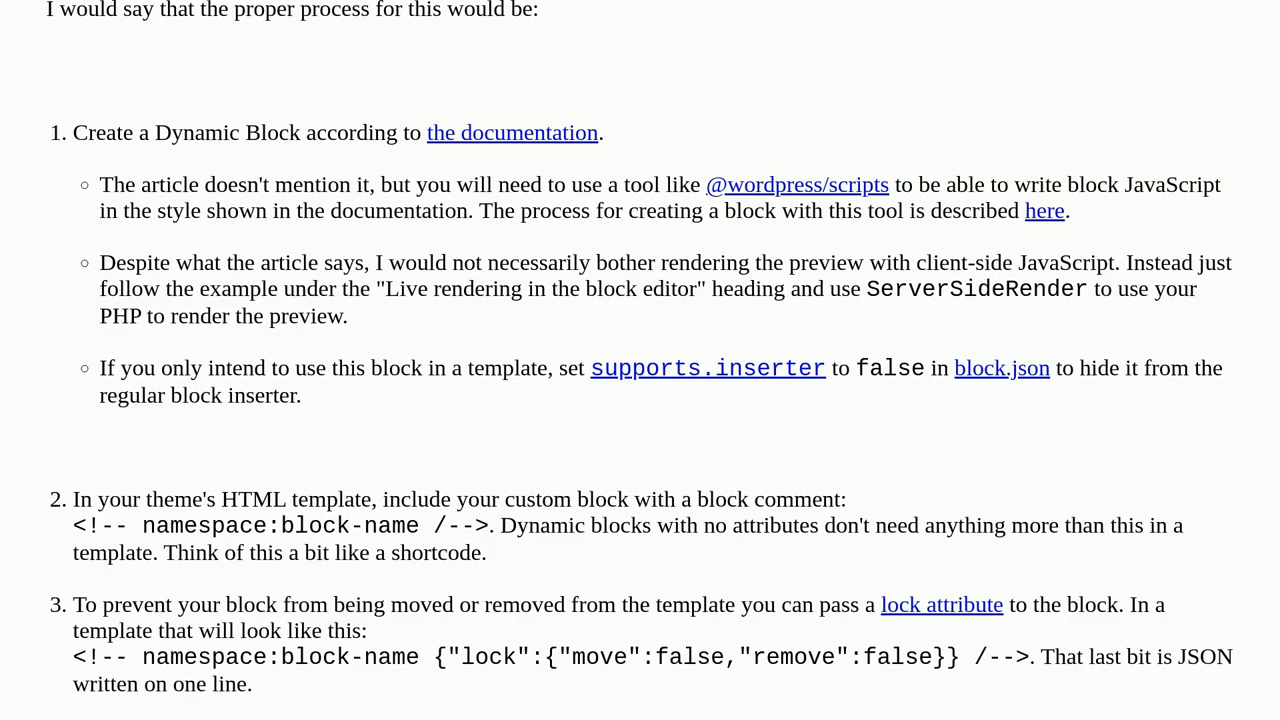 I would say that the proper process for this would be:
1. Create a Dynamic Block according to the documentation.
○ The article doesn't mention it, but you will need to use a tool like @wordpress/scripts to be able to write block JavaScript
in the style shown in the documentation. The process for creating a block with this tool is described here.
○ Despite what the article says, I would not necessarily bother rendering the preview with client-side JavaScript. Instead just
follow the example under the "Live rendering in the block editor" heading and use ServerSideRender to use your
PHP to render the preview.
○ If you only intend to use this block in a template, set supports.inserter to false in block.json to hide it from the
regular block inserter.
2. In your theme's HTML template, include your custom block with a block comment:
<!-- namespace:block-name /-->. Dynamic blocks with no attributes don't need anything more than this in a
template. Think of this a bit like a shortcode.
3. To prevent your block from being moved or removed from the template you can pass a lock attribute to the block. In a
template that will look like this:
<!-- namespace:block-name {"lock":{"move":false,"remove":false}} /-->. That last bit is JSON
written on one line.